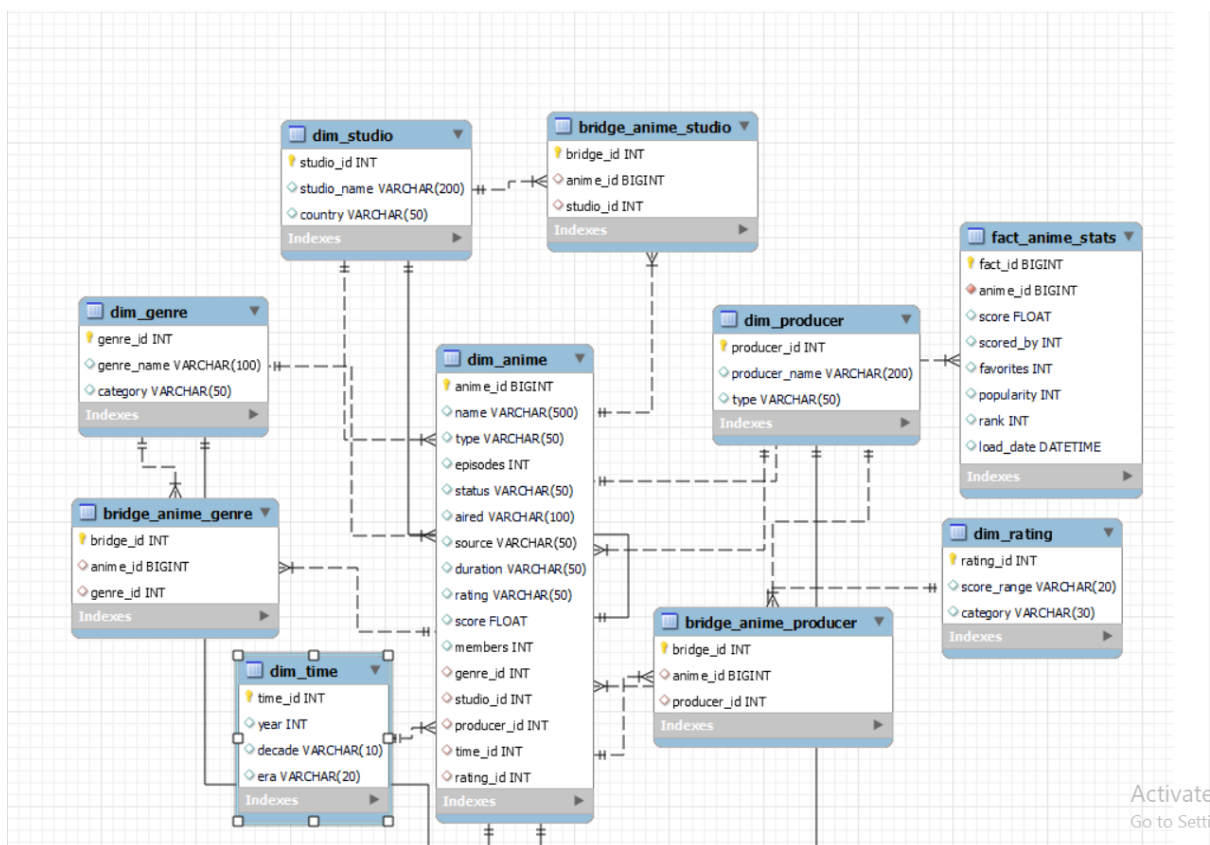 dim_studio
studio_id INT
studio_name VARCHAR(200)
country VARCHAR(50)
Indexes
bridge_anime_studio
bridge_id INT
anime_id BIGINT
studio_id INT
Indexes
fact_anime_stats
fact_id BIGINT
anime_id BIGINT
score FLOAT
scored_by INT
favorites INT
popularity INT
rank INT
load_date DATETIME
Indexes
dim_genre
genre_id INT
genre_name VARCHAR(100)
category VARCHAR(50)
Indexes
dim_producer
producer_id INT
producer_name VARCHAR(200)
type VARCHAR(50)
Indexes
dim_anime
anime_id BIGINT
name VARCHAR(500)
type VARCHAR(50)
episodes INT
status VARCHAR(50)
aired VARCHAR(100)
source VARCHAR(50)
duration VARCHAR(50)
rating VARCHAR(50)
score FLOAT
members INT
genre_id INT
studio_id INT
producer_id INT
time_id INT
rating_id INT
Indexes
bridge_anime_genre
bridge_id INT
anime_id BIGINT
genre_id INT
Indexes
dim_rating
rating_id INT
score_range VARCHAR(20)
category VARCHAR(30)
Indexes
bridge_anime_producer
bridge_id INT
anime_id BIGINT
producer_id INT
Indexes
dim_time
time_id INT
year INT
decade VARCHAR(10)
era VARCHAR(20)
Indexes
Activate
Go to Setti